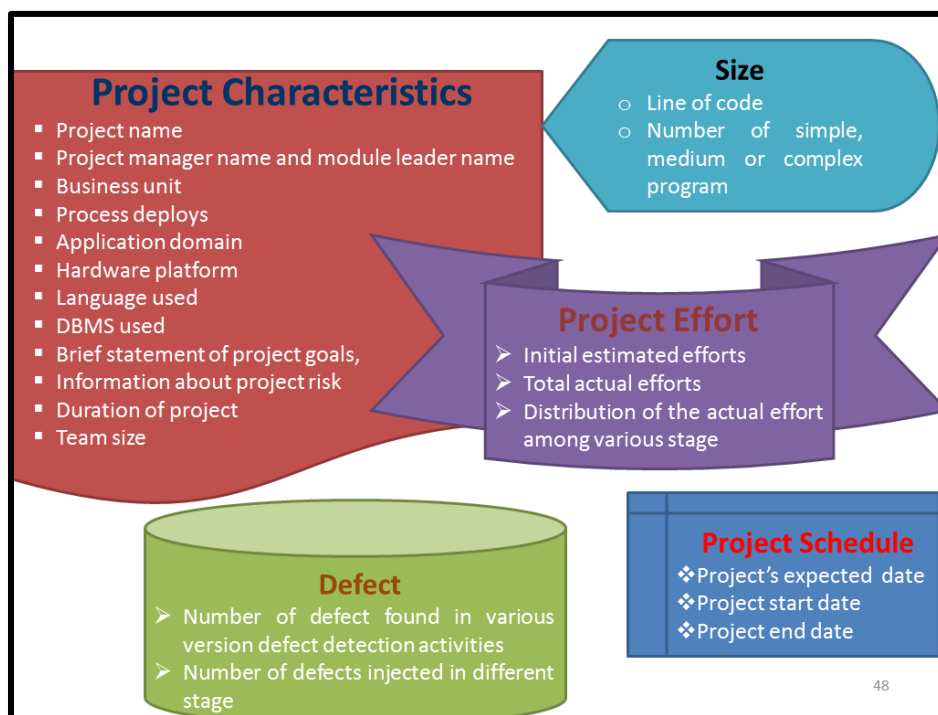 Project Characteristics
▪ Project name
▪ Project manager name and module leader name
▪ Business unit
▪ Process deploys
▪ Application domain
▪ Hardware platform
▪ Language used
▪ DBMS used
▪ Brief statement of project goals,
▪ Information about project risk
▪ Duration of project
▪ Team size
Size
o Line of code
o Number of simple,
medium or complex
program
Project Effort
➢ Initial estimated efforts
➢ Total actual efforts
➢ Distribution of the actual effort
among various stage
Defect
➢ Number of defect found in various
version defect detection activities
➢ Number of defects injected in different
stage
Project Schedule
❖Project’s expected date
❖Project start date
❖Project end date
48